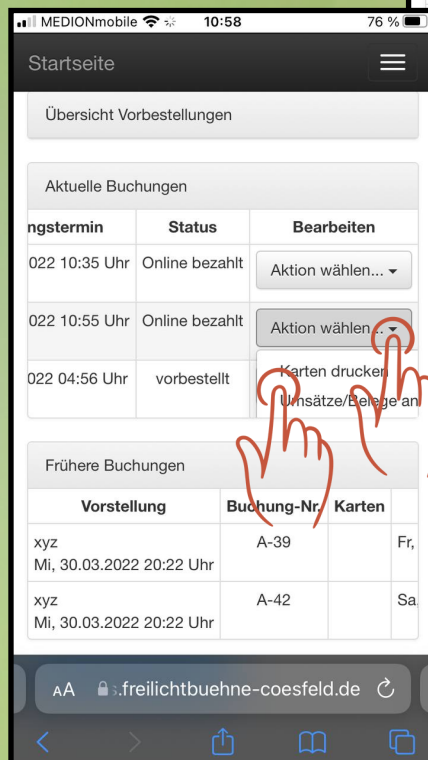 MEDIONmobile 10:58 76 %
Startseite
Übersicht Vorbestellungen
Aktuelle Buchungen
ngstermin Status Bearbeiten
022 10:35 Uhr Online bezahlt Aktion wählen...
022 10:55 Uhr Online bezahlt Aktion wählen...
Karten drucken
022 04:56 Uhr vorbestellt
Umsätze/Belege an
Frühere Buchungen
Vorstellung Buchung-Nr. Karten
xyz A-39 Fr,
Mi, 30.03.2022 20:22 Uhr
xyz A-42 Sa,
Mi, 30.03.2022 20:22 Uhr
AA s.freilichtbuehne-coesfeld.de